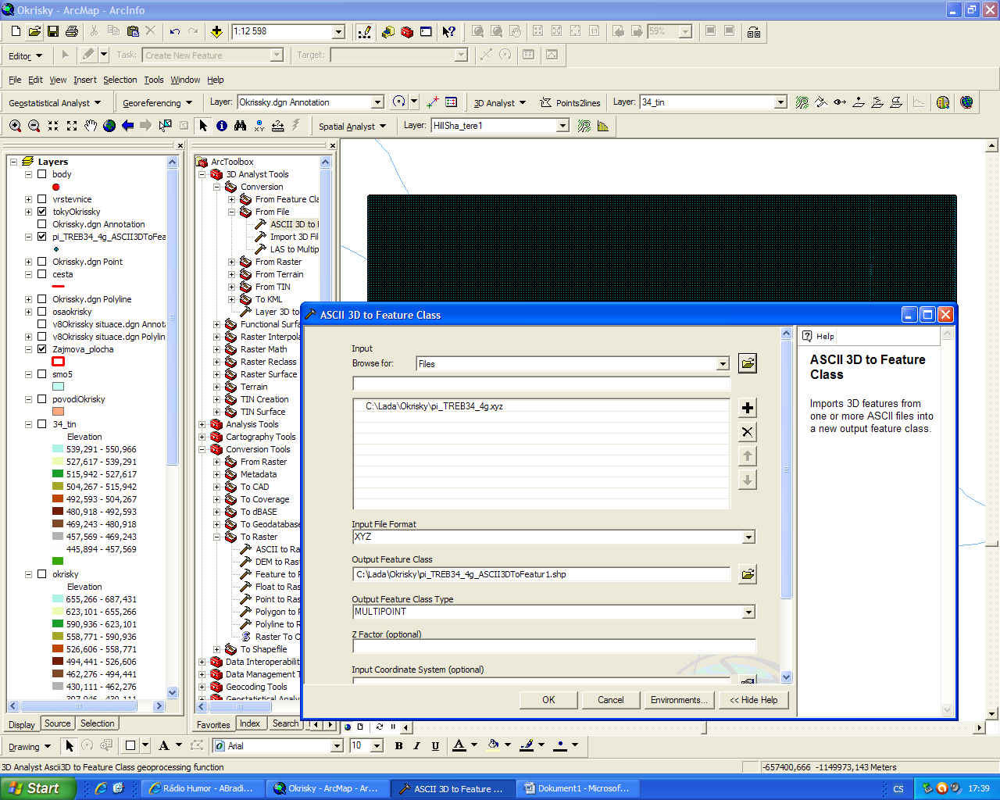 Okrisky - ArcMap - ArcInfo
1:12 598
59%
Editor
Task:
Create New Feature
Target:
File Edit View Insert Selection Tools Window Help
Geostatistical Analyst
Georeferencing
Layer:
Okrissky.dgn Annotation
3D Analyst
Points2lines
Layer:
34_tin
Spatial Analyst
Layer:
HillSha_tere1
Layers
body
vrstevnice
tokyOkrissky
Okrissky.dgn Annotation
pi_TREB34_4g_ASCII3DToFea
Okrissky.dgn Point
cesta
Okrissky.dgn Polyline
osaokrisky
v8Okrissky situace.dgn Annot
v8Okrissky situace.dgn Polylin
Zajmova_plocha
smo5
povodiOkrisky
34_tin
Elevation
539,291 - 550,966
527,617 - 539,291
515,942 - 527,617
504,267 - 515,942
492,593 - 504,267
480,918 - 492,593
469,243 - 480,918
457,569 - 469,243
445,894 - 457,569
okrisky
Elevation
655,266 - 687,431
623,101 - 655,266
590,936 - 623,101
558,771 - 590,936
526,606 - 558,771
494,441 - 526,606
462,276 - 494,441
430,111 - 462,276
397,946 - 430,111
Display
Source
Selection
ArcToolbox
3D Analyst Tools
Conversion
From Feature Cla
From File
ASCII 3D to
Import 3D Fil
LAS to Multip
From Raster
From Terrain
From TIN
To KML
Layer 3D to
Functional Surfa
Raster Interpola
Raster Math
Raster Reclass
Raster Surface
Terrain
TIN Creation
TIN Surface
Analysis Tools
Cartography Tools
Conversion Tools
From Raster
Metadata
To CAD
To Coverage
To dBASE
To Geodatabase
To Raster
ASCII to Ra
DEM to Ras
Feature to
Float to Ras
Point to Ras
Polygon to
Polyline to R
Raster To O
To Shapefile
Data Interoperabili
Data Management T
Geocoding Tools
Geostatistical Analy
Favorites
Index
Search
ASCII 3D to Feature Class
Input
Browse for:
Files
C:\Lada\Okrisky\pi_TREB34_4g.xyz
Input File Format
XYZ
Output Feature Class
C:\Lada\Okrisky\pi_TREB34_4g_ASCII3DToFeatur1.shp
Output Feature Class Type
MULTIPOINT
Z Factor (optional)
Input Coordinate System (optional)
OK
Cancel
Environments...
<< Hide Help
Help
ASCII 3D to Feature
Class
Imports 3D features from
one or more ASCII files into
a new output feature class.
Drawing
A
Arial
10
B I U A
3D Analyst Ascii3D to Feature Class geoprocessing function
-657400,666 -1149973,143 Meters
Start
Rádio Humor - ABradi...
Okrisky - ArcMap - Ar...
ASCII 3D to Feature ...
Dokument1 - Microsof...
CS
17:39